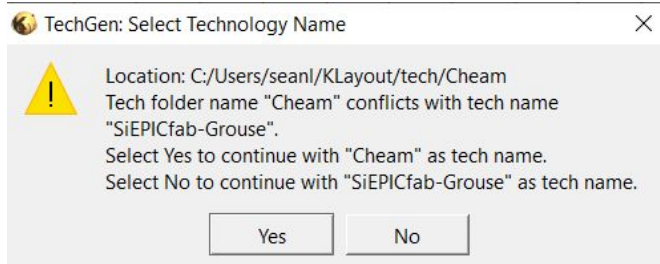 TechGen: Select Technology Name
Location: C:/Users/seanl/KLayout/tech/Cheam
Tech folder name "Cheam" conflicts with tech name
"SiEPICfab-Grouse".
Select Yes to continue with "Cheam" as tech name.
Select No to continue with "SiEPICfab-Grouse" as tech name.
Yes No